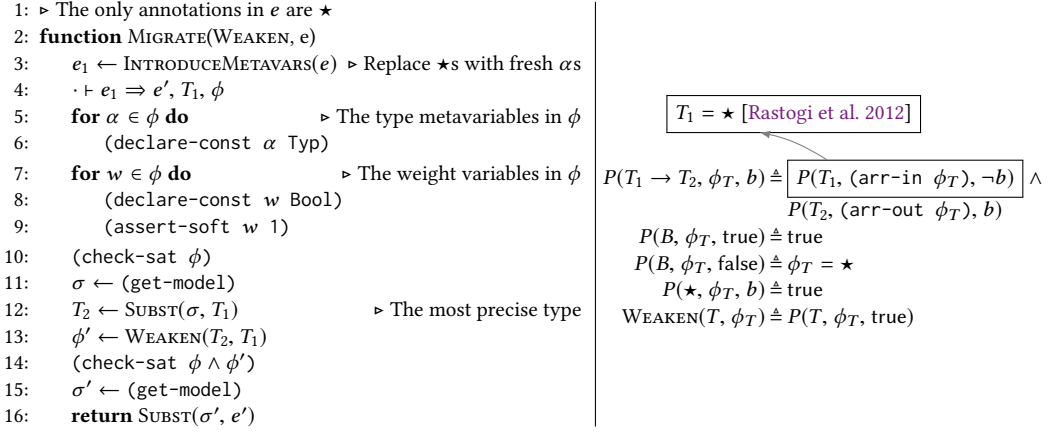 1: ▹ The only annotations in e are ★
2: function MIGRATE(WEAKEN, e)
3: e₁ ← INTRODUCEMETAVARS(e) ▹ Replace ★s with fresh αs
4: · ⊢ e₁ ⇒ e′, T₁, ϕ
5: for α ∈ ϕ do ▹ The type metavariables in ϕ
6: (declare-const α Typ)
7: for w ∈ ϕ do ▹ The weight variables in ϕ
8: (declare-const w Bool)
9: (assert-soft w 1)
10: (check-sat ϕ)
11: σ ← (get-model)
12: T₂ ← SUBST(σ, T₁) ▹ The most precise type
13: ϕ′ ← WEAKEN(T₂, T₁)
14: (check-sat ϕ ∧ ϕ′)
15: σ′ ← (get-model)
16: return SUBST(σ′, e′)
T₁ = ★ [Rastogi et al. 2012]
P(T₁ → T₂, ϕ_T, b) ≜ P(T₁, (arr-in ϕ_T), ¬b) ∧
P(T₂, (arr-out ϕ_T), b)
P(B, ϕ_T, true) ≜ true
P(B, ϕ_T, false) ≜ ϕ_T = ★
P(★, ϕ_T, b) ≜ true
WEAKEN(T, ϕ_T) ≜ P(T, ϕ_T, true)